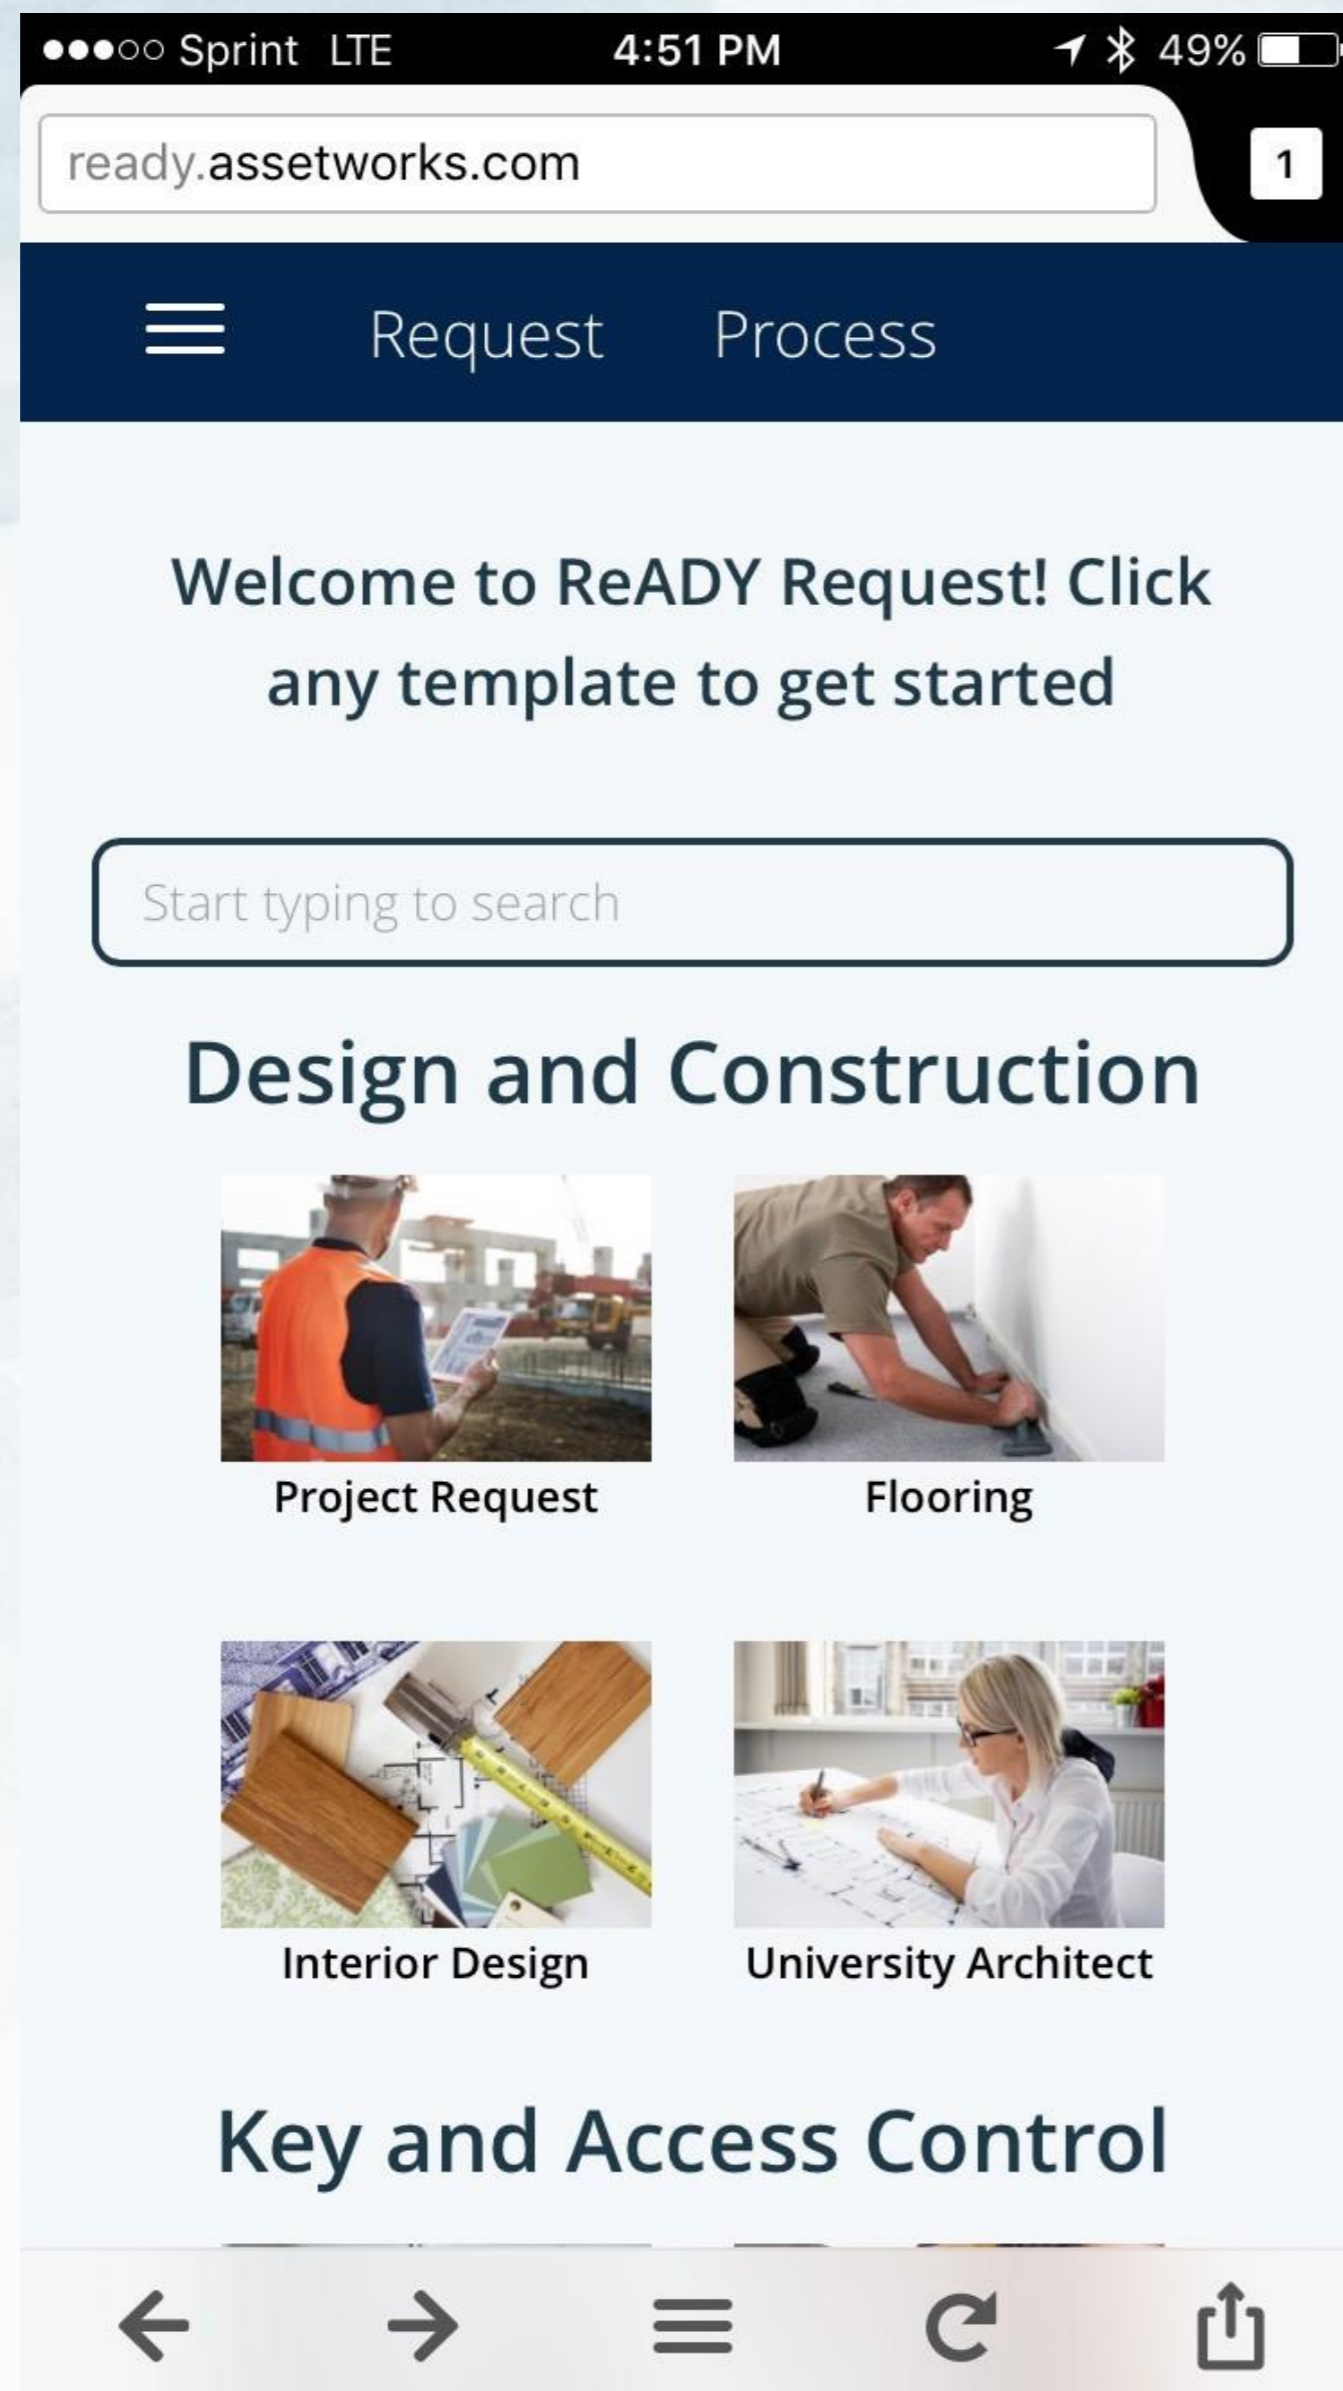 Sprint LTE 4:51 PM 49%
ready.assetworks.com 1
Request Process
Welcome to ReADY Request! Click
any template to get started
Start typing to search
Design and Construction
Project Request Flooring
Interior Design University Architect
Key and Access Control